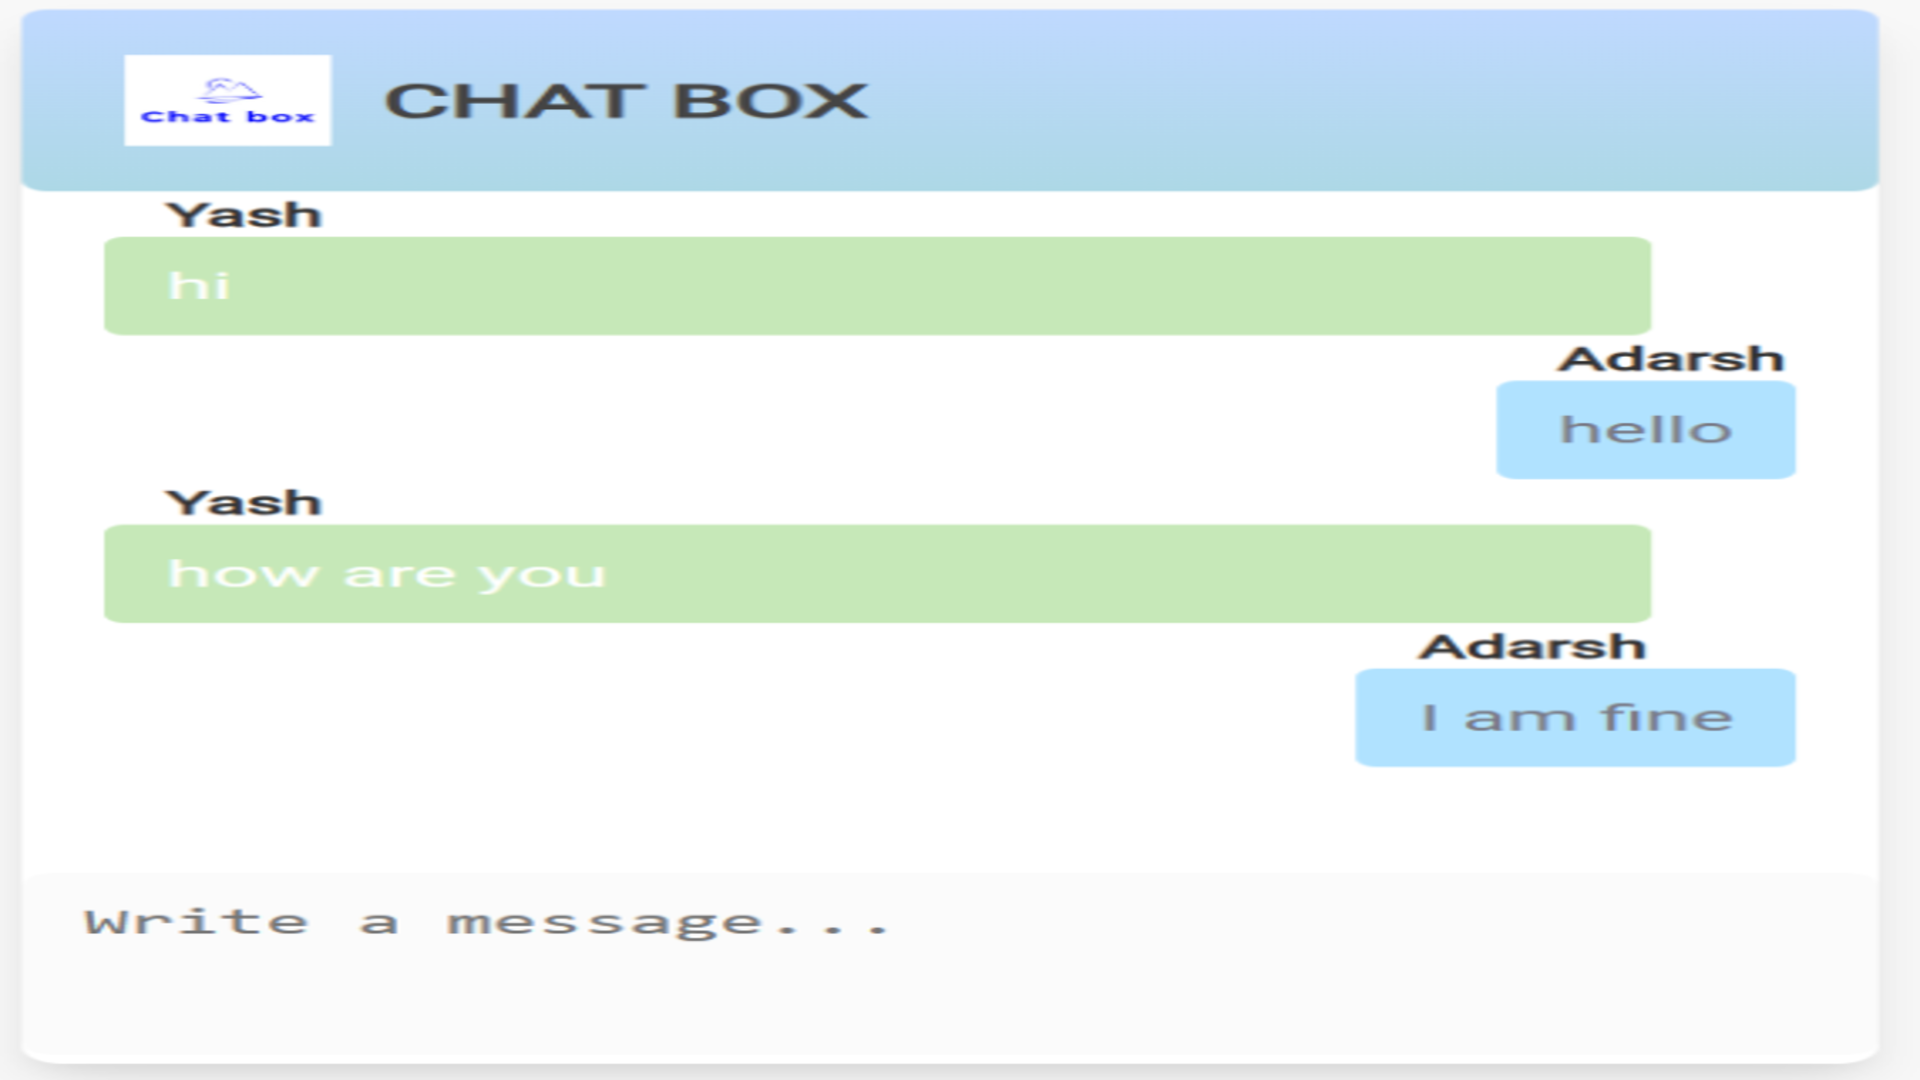 Chat box
CHAT BOX
Yash
hi
Adarsh
hello
Yash
how are you
Adarsh
I am fine
Write a message...